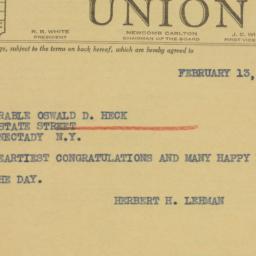 UNION
R. B. WHITE
PRESIDENT
NEWCOMB CARLTON
CHAIRMAN OF THE BOARD
J. C. WI
FIRST VICE
ge, subject to the terms on back hereof, which are hereby agreed to
FEBRUARY 13,
RABLE OSWALD D. HECK
STATE STREET
NECTADY N.Y.
EARTIEST CONGRATULATIONS AND MANY HAPPY
HE DAY.
HERBERT H. LEHMAN